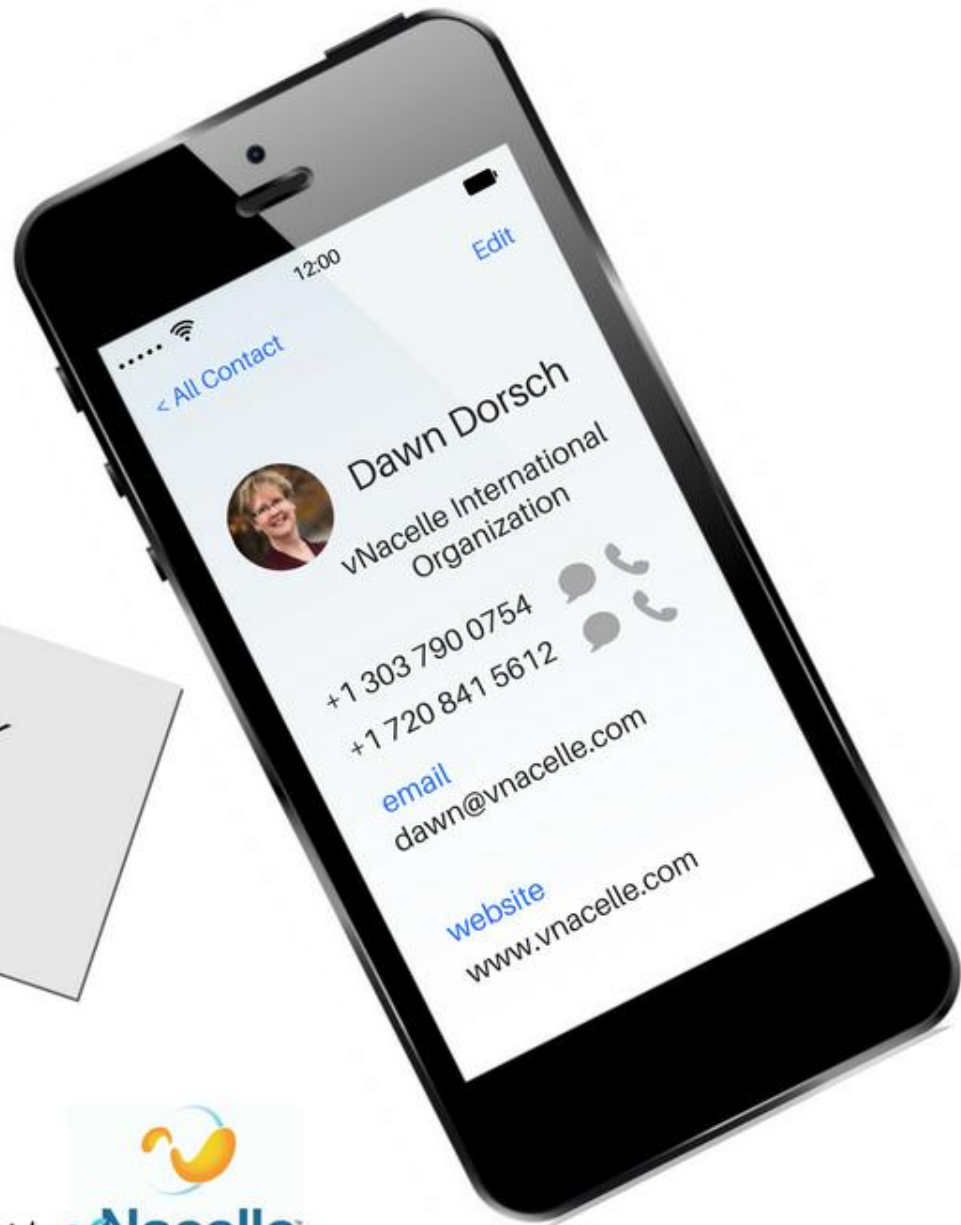 12:00
Edit
< All Contact
Dawn Dorsch
vNacelle International
Organization
+1 303 790 0754
+1 720 841 5612
email
dawn@vnacelle.com
website
www.vnacelle.com
Nacelle